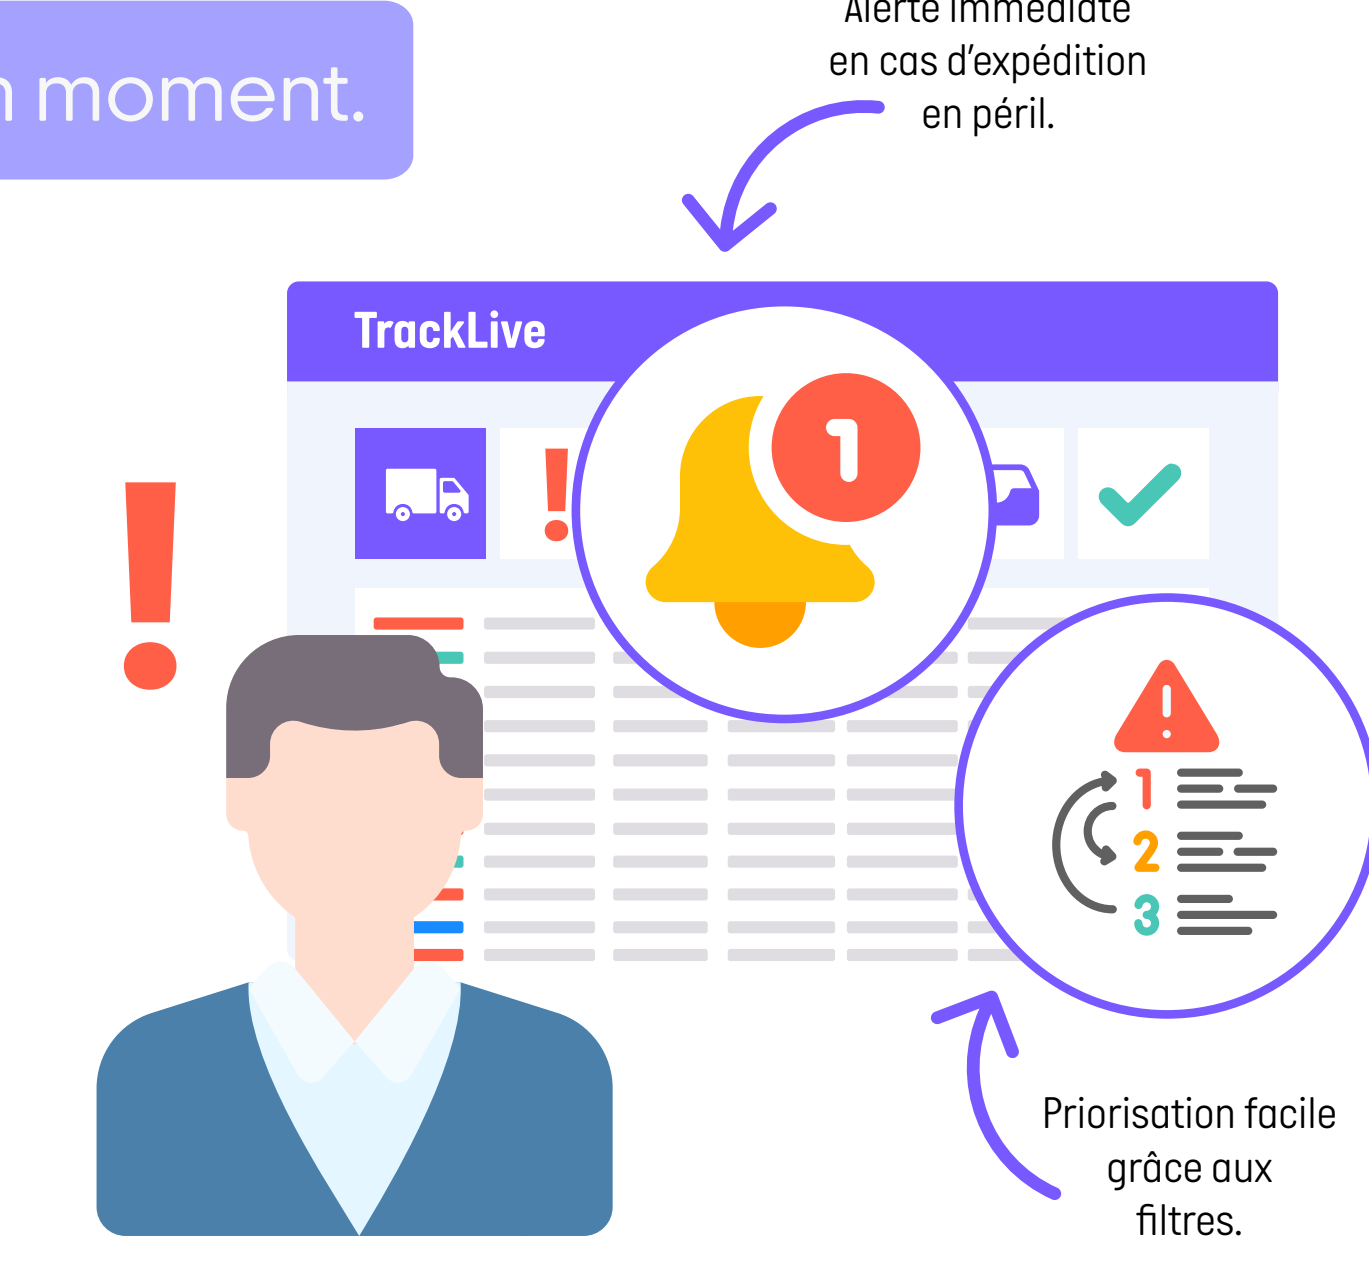 moment.
Alerte immédiate
en cas d'expédition
en péril.
TrackLive
1
1
2
3
Priorisation facile
grâce aux
filtres.